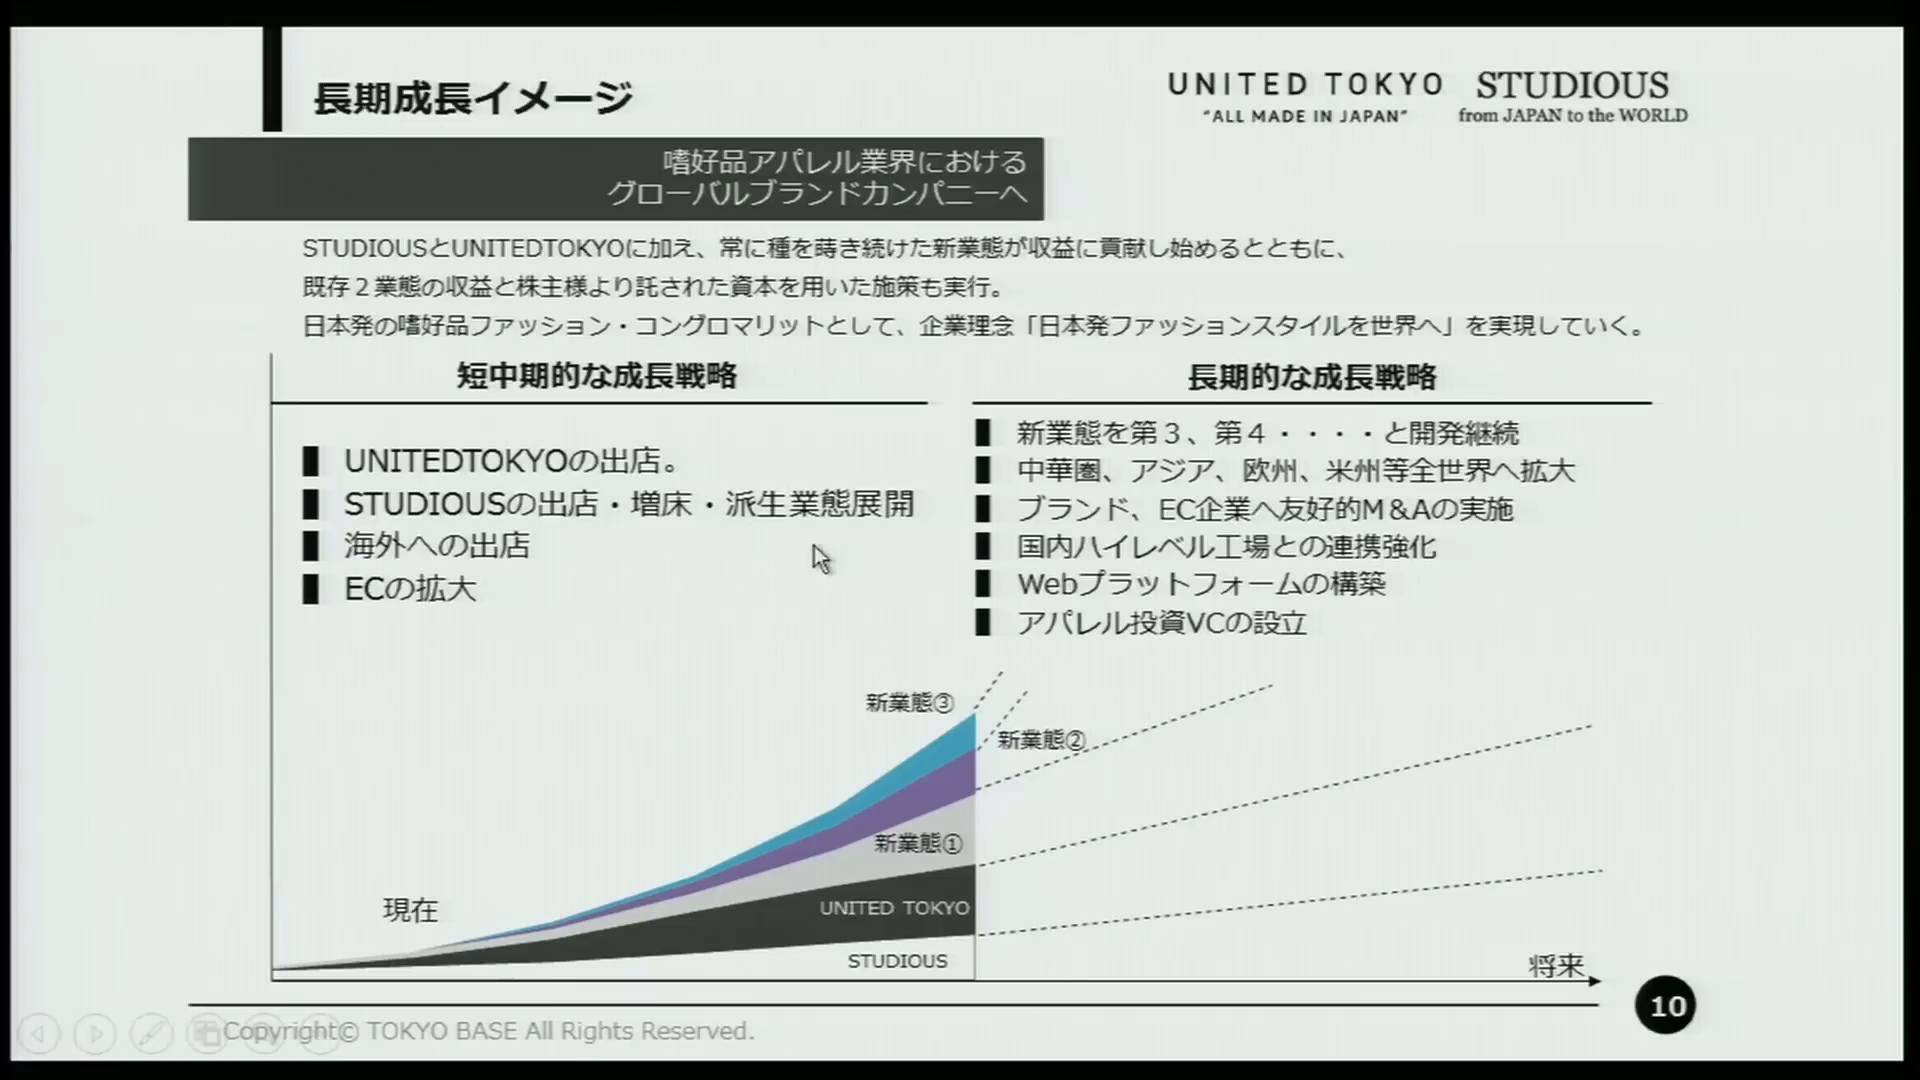 長期成長イメージ
UNITED TOKYO
"ALL MADE IN JAPAN"
STUDIOUS
from JAPAN to the WORLD
嗜好品アパレル業界における
グローバルブランドカンパニーへ
STUDIOUSとUNITEDTOKYOに加え、常に種を蒔き続けた新業態が収益に貢献し始めるとともに、
既存２業態の収益と株主様より託された資本を用いた施策も実行。
日本発の嗜好品ファッション・コングロマリットとして、企業理念「日本発ファッションスタイルを世界へ」を実現していく。
短中期的な成長戦略
UNITEDTOKYOの出店。
STUDIOUSの出店・増床・派生業態展開
海外への出店
ECの拡大
長期的な成長戦略
新業態を第３、第４・・・・と開発継続
中華圏、アジア、欧州、米州等全世界へ拡大
ブランド、EC企業へ友好的M＆Aの実施
国内ハイレベル工場との連携強化
Webプラットフォームの構築
アパレル投資VCの設立
新業態③
新業態②
新業態①
現在
UNITED TOKYO
STUDIOUS
将来
10
Copyright© TOKYO BASE All Rights Reserved.